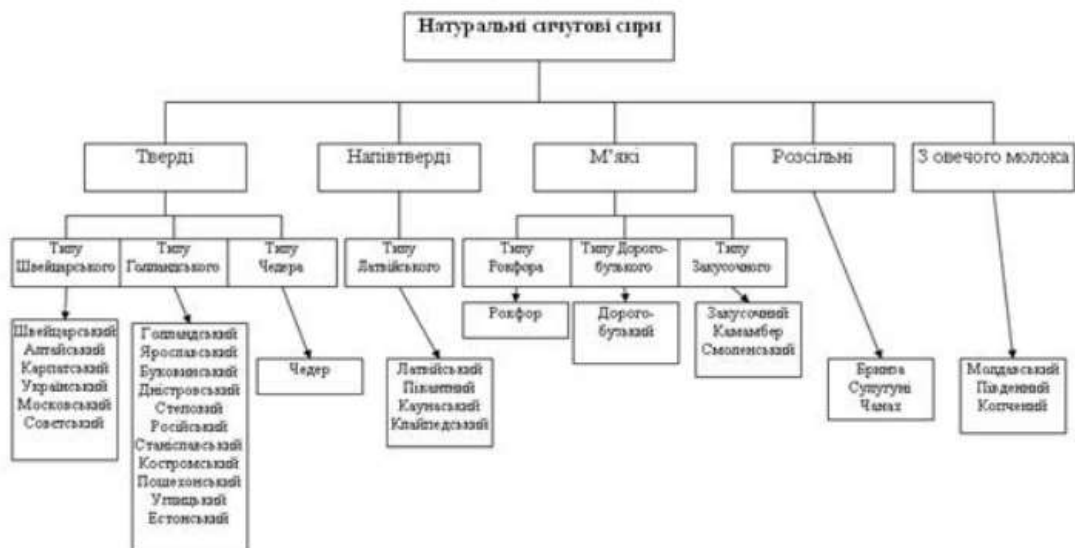 Натуральні сичугові сири
Тверді
Напівтверді
М'які
Розсільні
З овечого молока
Типу
Швейцарського
Типу
Голландського
Типу
Чедера
Типу
Латвійського
Типу
Рокфора
Типу Дорого-
бутького
Типу
Закусочного
Швейцарський
Алтайський
Карпатський
Український
Московський
Советський
Голландський
Ярославський
Буковинський
Дністровський
Степовий
Російський
Станіславський
Костромський
Пошехонський
Углицький
Естонський
Чедер
Латвійський
Пікантний
Каунаський
Клайпедський
Рокфор
Дорого-
бутький
Закусочний
Камамбер
Смоленський
Бринза
Сулугуні
Чанах
Молдавський
Південний
Копчений